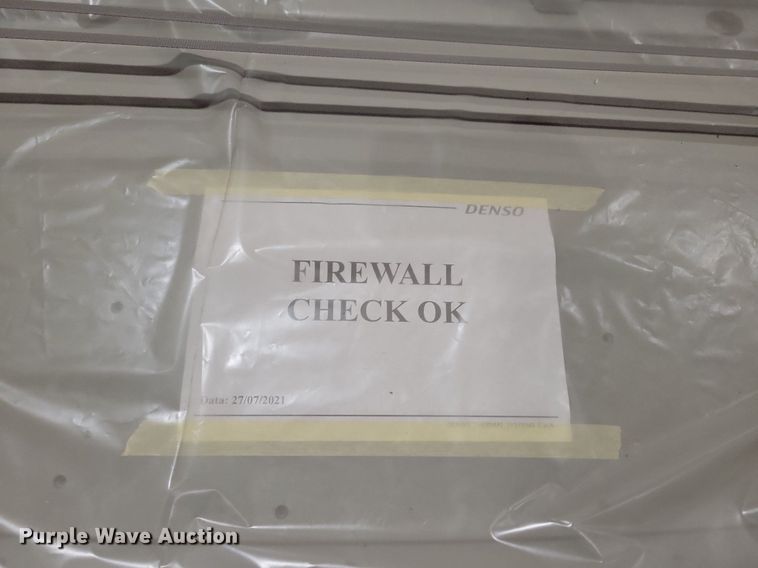 DENSO
FIREWALL
CHECK OK
Data: 27/07/2021
Purple Wave Auction